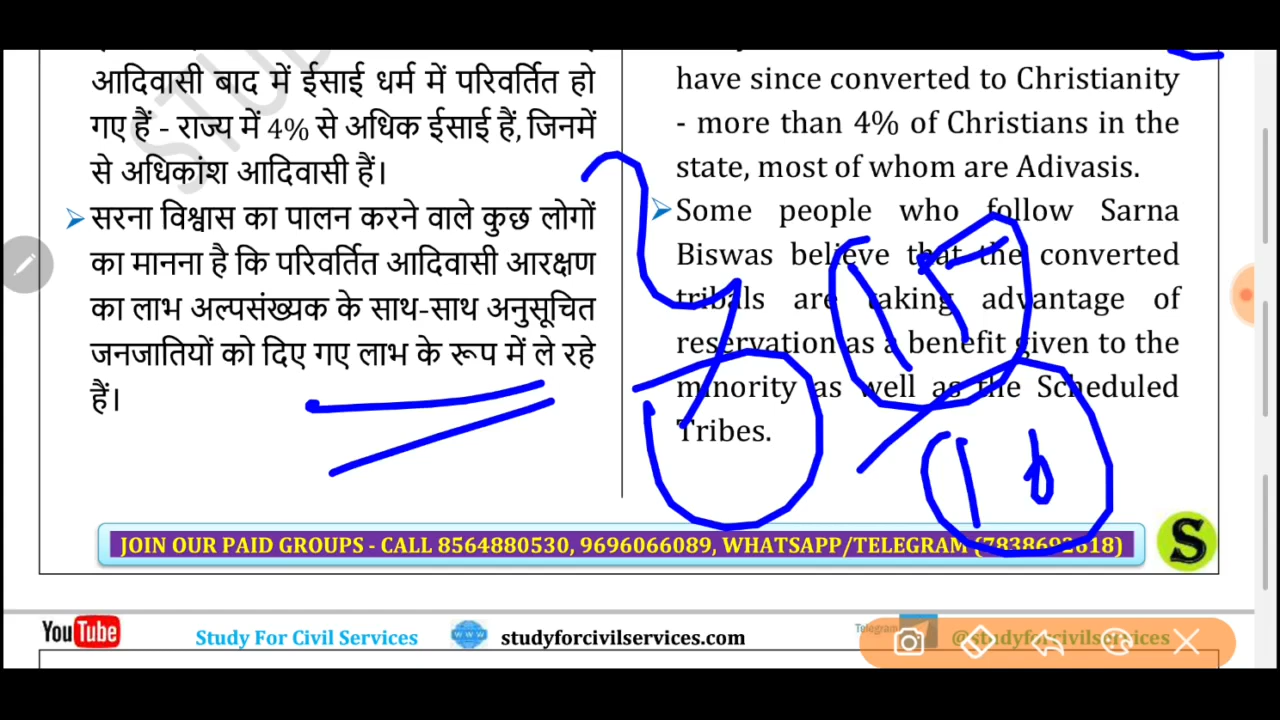 आदिवासी बाद में ईसाई धर्म में परिवर्तित हो
गए हैं - राज्य में 4% से अधिक ईसाई हैं, जिनमें
से अधिकांश आदिवासी हैं।
➢ सरना विश्वास का पालन करने वाले कुछ लोगों
का मानना है कि परिवर्तित आदिवासी आरक्षण
का लाभ अल्पसंख्यक के साथ-साथ अनुसूचित
जनजातियों को दिए गए लाभ के रूप में ले रहे
हैं।
have since converted to Christianity
- more than 4% of Christians in the
state, most of whom are Adivasis.
➢ Some people who follow Sarna
Biswas believe that the converted
tribals are taking advantage of
reservation as a benefit given to the
minority as well as the Scheduled
Tribes.
JOIN OUR PAID GROUPS - CALL 8564880530, 9696066089, WHATSAPP/TELEGRAM (7838692618)
S
YouTube Study For Civil Services www studyforcivilservices.com Telegram @studyforcivilservices